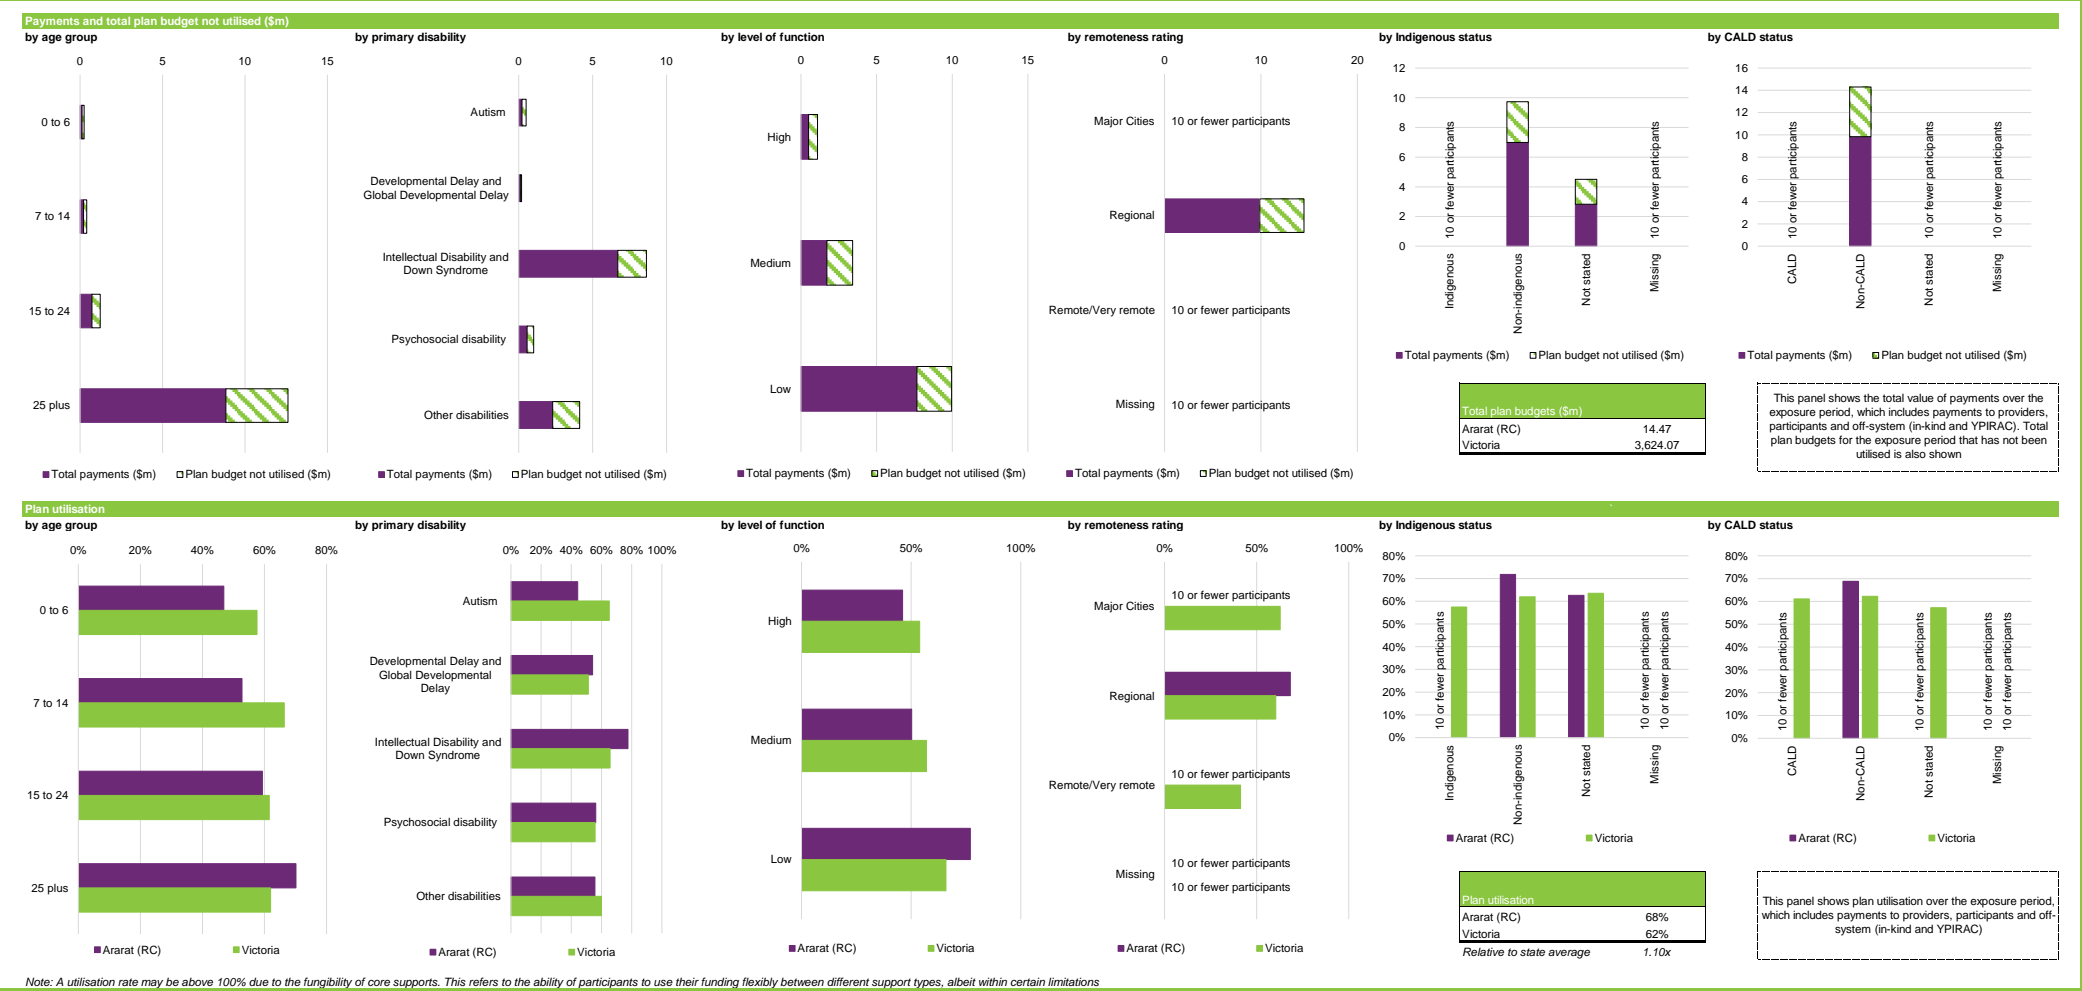 Payments and total plan budget not utilised ($m)
by age group
0 5 10 15
0 to 6
7 to 14
15 to 24
25 plus
Total payments ($m) Plan budget not utilised ($m)
by primary disability
0 5 10
Autism
Developmental Delay and
Global Developmental Delay
Intellectual Disability and
Down Syndrome
Psychosocial disability
Other disabilities
Total payments ($m) Plan budget not utilised ($m)
by level of function
0 5 10 15
High
Medium
Low
Total payments ($m) Plan budget not utilised ($m)
by remoteness rating
0 10 20
Major Cities 10 or fewer participants
Regional
Remote/Very remote 10 or fewer participants
Missing 10 or fewer participants
Total payments ($m) Plan budget not utilised ($m)
by Indigenous status
12
10
8
6
4
2
0
10 or fewer participants
10 or fewer participants
Indigenous
Non-indigenous
Not stated
Missing
Total payments ($m) Plan budget not utilised ($m)
by CALD status
16
14
12
10
8
6
4
2
0
10 or fewer participants
10 or fewer participants
10 or fewer participants
CALD
Non-CALD
Not stated
Missing
Total payments ($m) Plan budget not utilised ($m)
Total plan budgets ($m)
Ararat (RC) 14.47
Victoria 3,624.07
This panel shows the total value of payments over the
exposure period, which includes payments to providers,
participants and off-system (in-kind and YPIRAC). Total
plan budgets for the exposure period that has not been
utilised is also shown
Plan utilisation
by age group
0% 20% 40% 60% 80%
0 to 6
7 to 14
15 to 24
25 plus
Ararat (RC) Victoria
by primary disability
0% 20% 40% 60% 80% 100%
Autism
Developmental Delay and
Global Developmental
Delay
Intellectual Disability and
Down Syndrome
Psychosocial disability
Other disabilities
Ararat (RC) Victoria
by level of function
0% 50% 100%
High
Medium
Low
Ararat (RC) Victoria
by remoteness rating
0% 50% 100%
10 or fewer participants
Major Cities
Regional
10 or fewer participants
Remote/Very remote
10 or fewer participants
Missing
10 or fewer participants
Ararat (RC) Victoria
by Indigenous status
80%
70%
60%
50%
40%
30%
20%
10%
0%
10 or fewer participants
10 or fewer participants
10 or fewer participants
Indigenous
Non-indigenous
Not stated
Missing
Ararat (RC) Victoria
by CALD status
80%
70%
60%
50%
40%
30%
20%
10%
0%
10 or fewer participants
10 or fewer participants
10 or fewer participants
10 or fewer participants
CALD
Non-CALD
Not stated
Missing
Ararat (RC) Victoria
Plan utilisation
Ararat (RC) 68%
Victoria 62%
Relative to state average 1.10x
This panel shows plan utilisation over the exposure period,
which includes payments to providers, participants and off-
system (in-kind and YPIRAC)
Note: A utilisation rate may be above 100% due to the fungibility of core supports. This refers to the ability of participants to use their funding flexibly between different support types, albeit within certain limitations